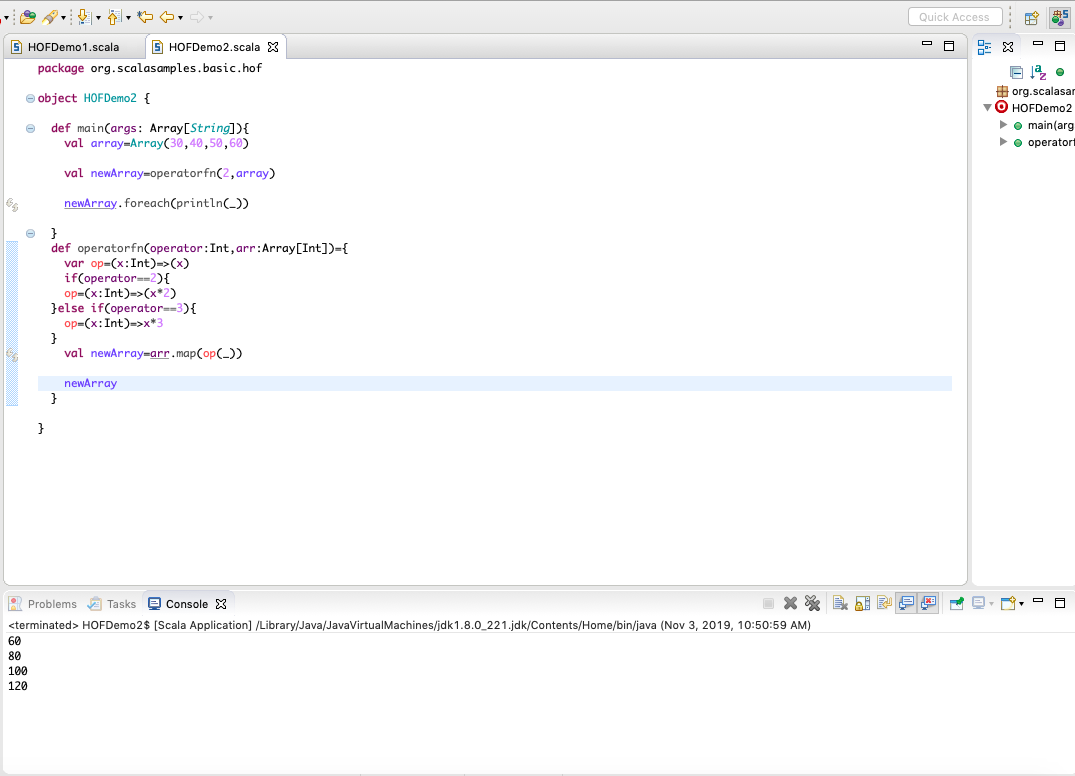 Quick Access
HOFDemo1.scala
HOFDemo2.scala
package org.scalasamples.basic.hof
object HOFDemo2 {
def main(args: Array[String]){
val array=Array(30,40,50,60)
val newArray=operatorfn(2,array)
newArray.foreach(println(_))
}
def operatorfn(operator:Int,arr:Array[Int])={
var op=(x:Int)=>(x)
if(operator==2){
op=(x:Int)=>(x*2)
}else if(operator==3){
op=(x:Int)=>x*3
}
val newArray=arr.map(op(_))
newArray
}
}
org.scalasar
HOFDemo2
main(arg
operatorf
Problems
Tasks
Console
<terminated> HOFDemo2$ [Scala Application] /Library/Java/JavaVirtualMachines/jdk1.8.0_221.jdk/Contents/Home/bin/java (Nov 3, 2019, 10:50:59 AM)
60
80
100
120